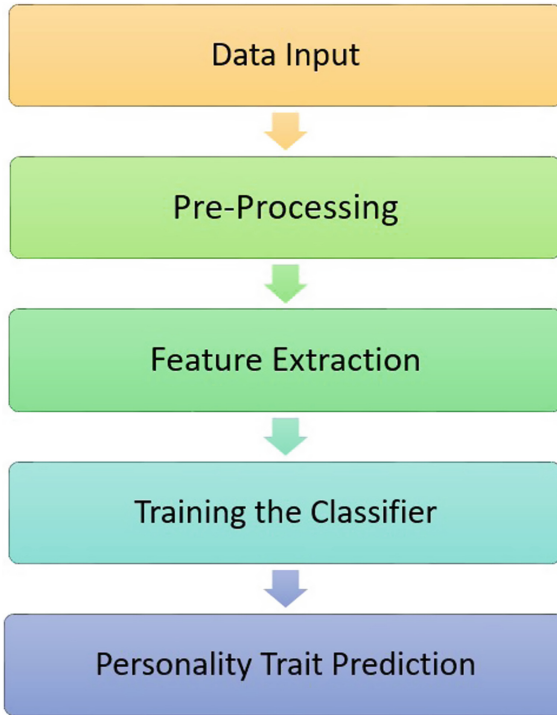 Data Input
Pre-Processing
Feature Extraction
Training the Classifier
Personality Trait Prediction